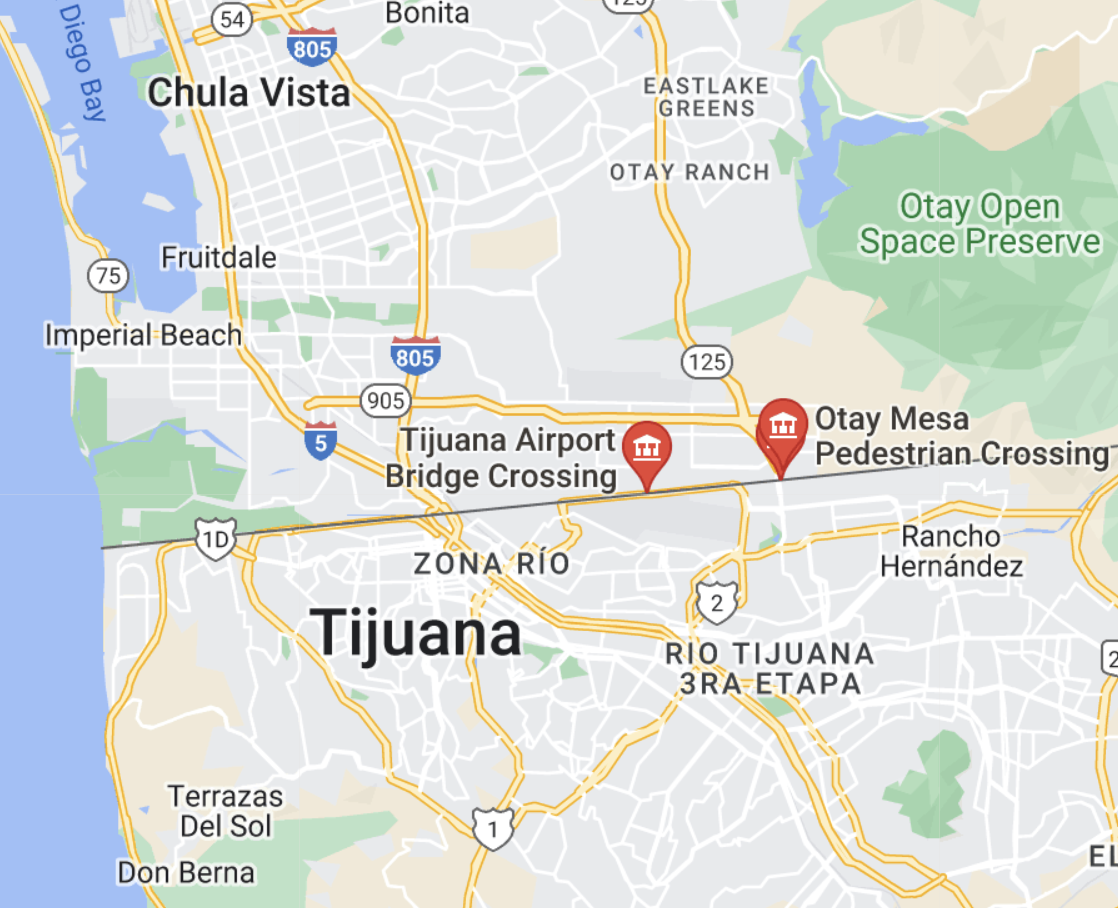 Diego Bay
54
Bonita
125
805
Chula Vista
EASTLAKE
GREENS
OTAY RANCH
Otay Open
Space Preserve
Fruitdale
75
Imperial Beach
805
125
905
5
Tijuana Airport
Bridge Crossing
Otay Mesa
Pedestrian Crossing
1D
ZONA RÍO
Rancho
Hernández
2
Tijuana
RIO TIJUANA
3RA ETAPA
2
Terrazas
Del Sol
1
Don Berna
EL